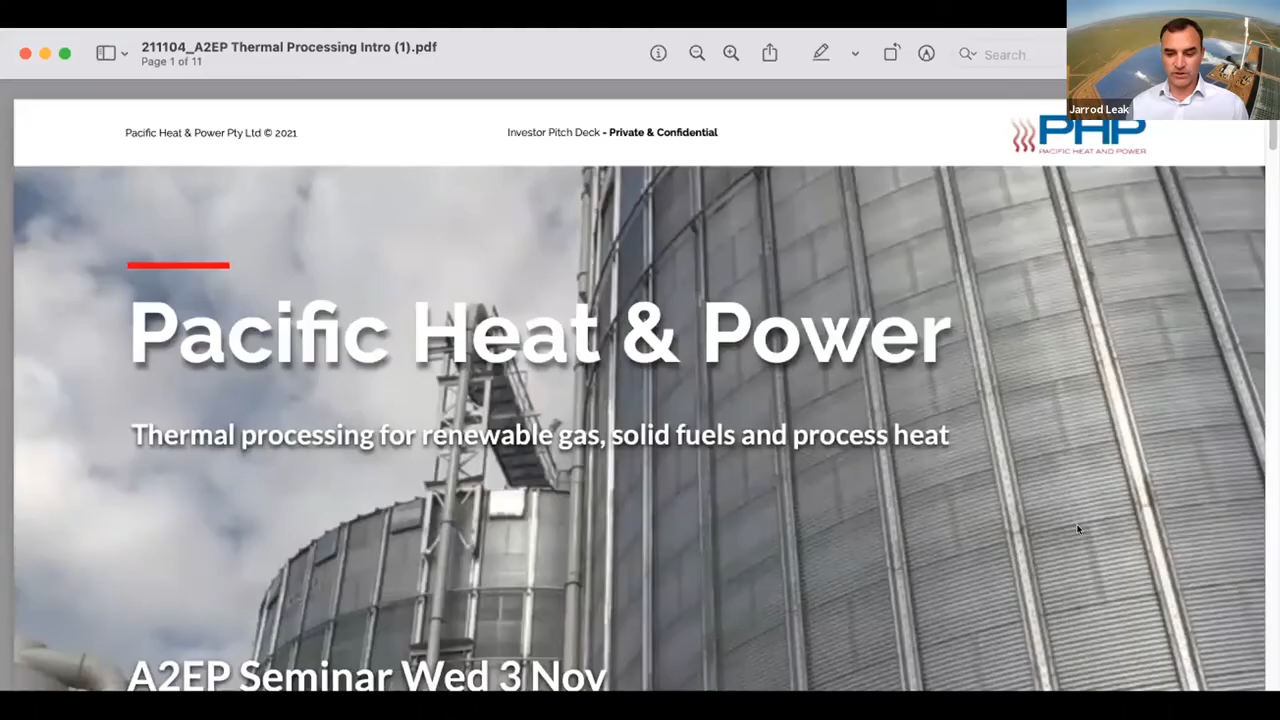 211104_A2EP Thermal Processing Intro (1).pdf
Page 1 of 11
Search
Jarrod Leak
Pacific Heat & Power Pty Ltd © 2021
Investor Pitch Deck - Private & Confidential
PHP
PACIFIC HEAT AND POWER
Pacific Heat & Power
Thermal processing for renewable gas, solid fuels and process heat
A2EP Seminar Wed 3 Nov